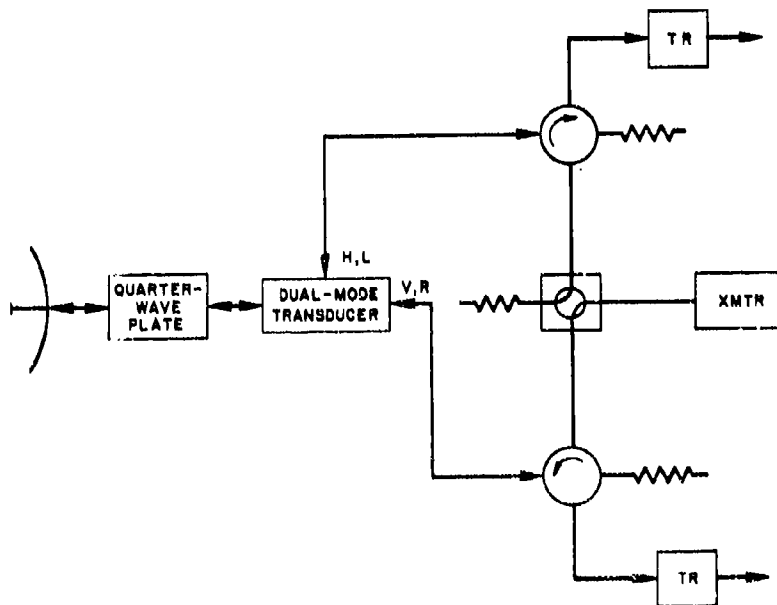 TR
H,L
V,R
QUARTER-
WAVE
PLATE
DUAL-MODE
TRANSDUCER
XMTR
TR